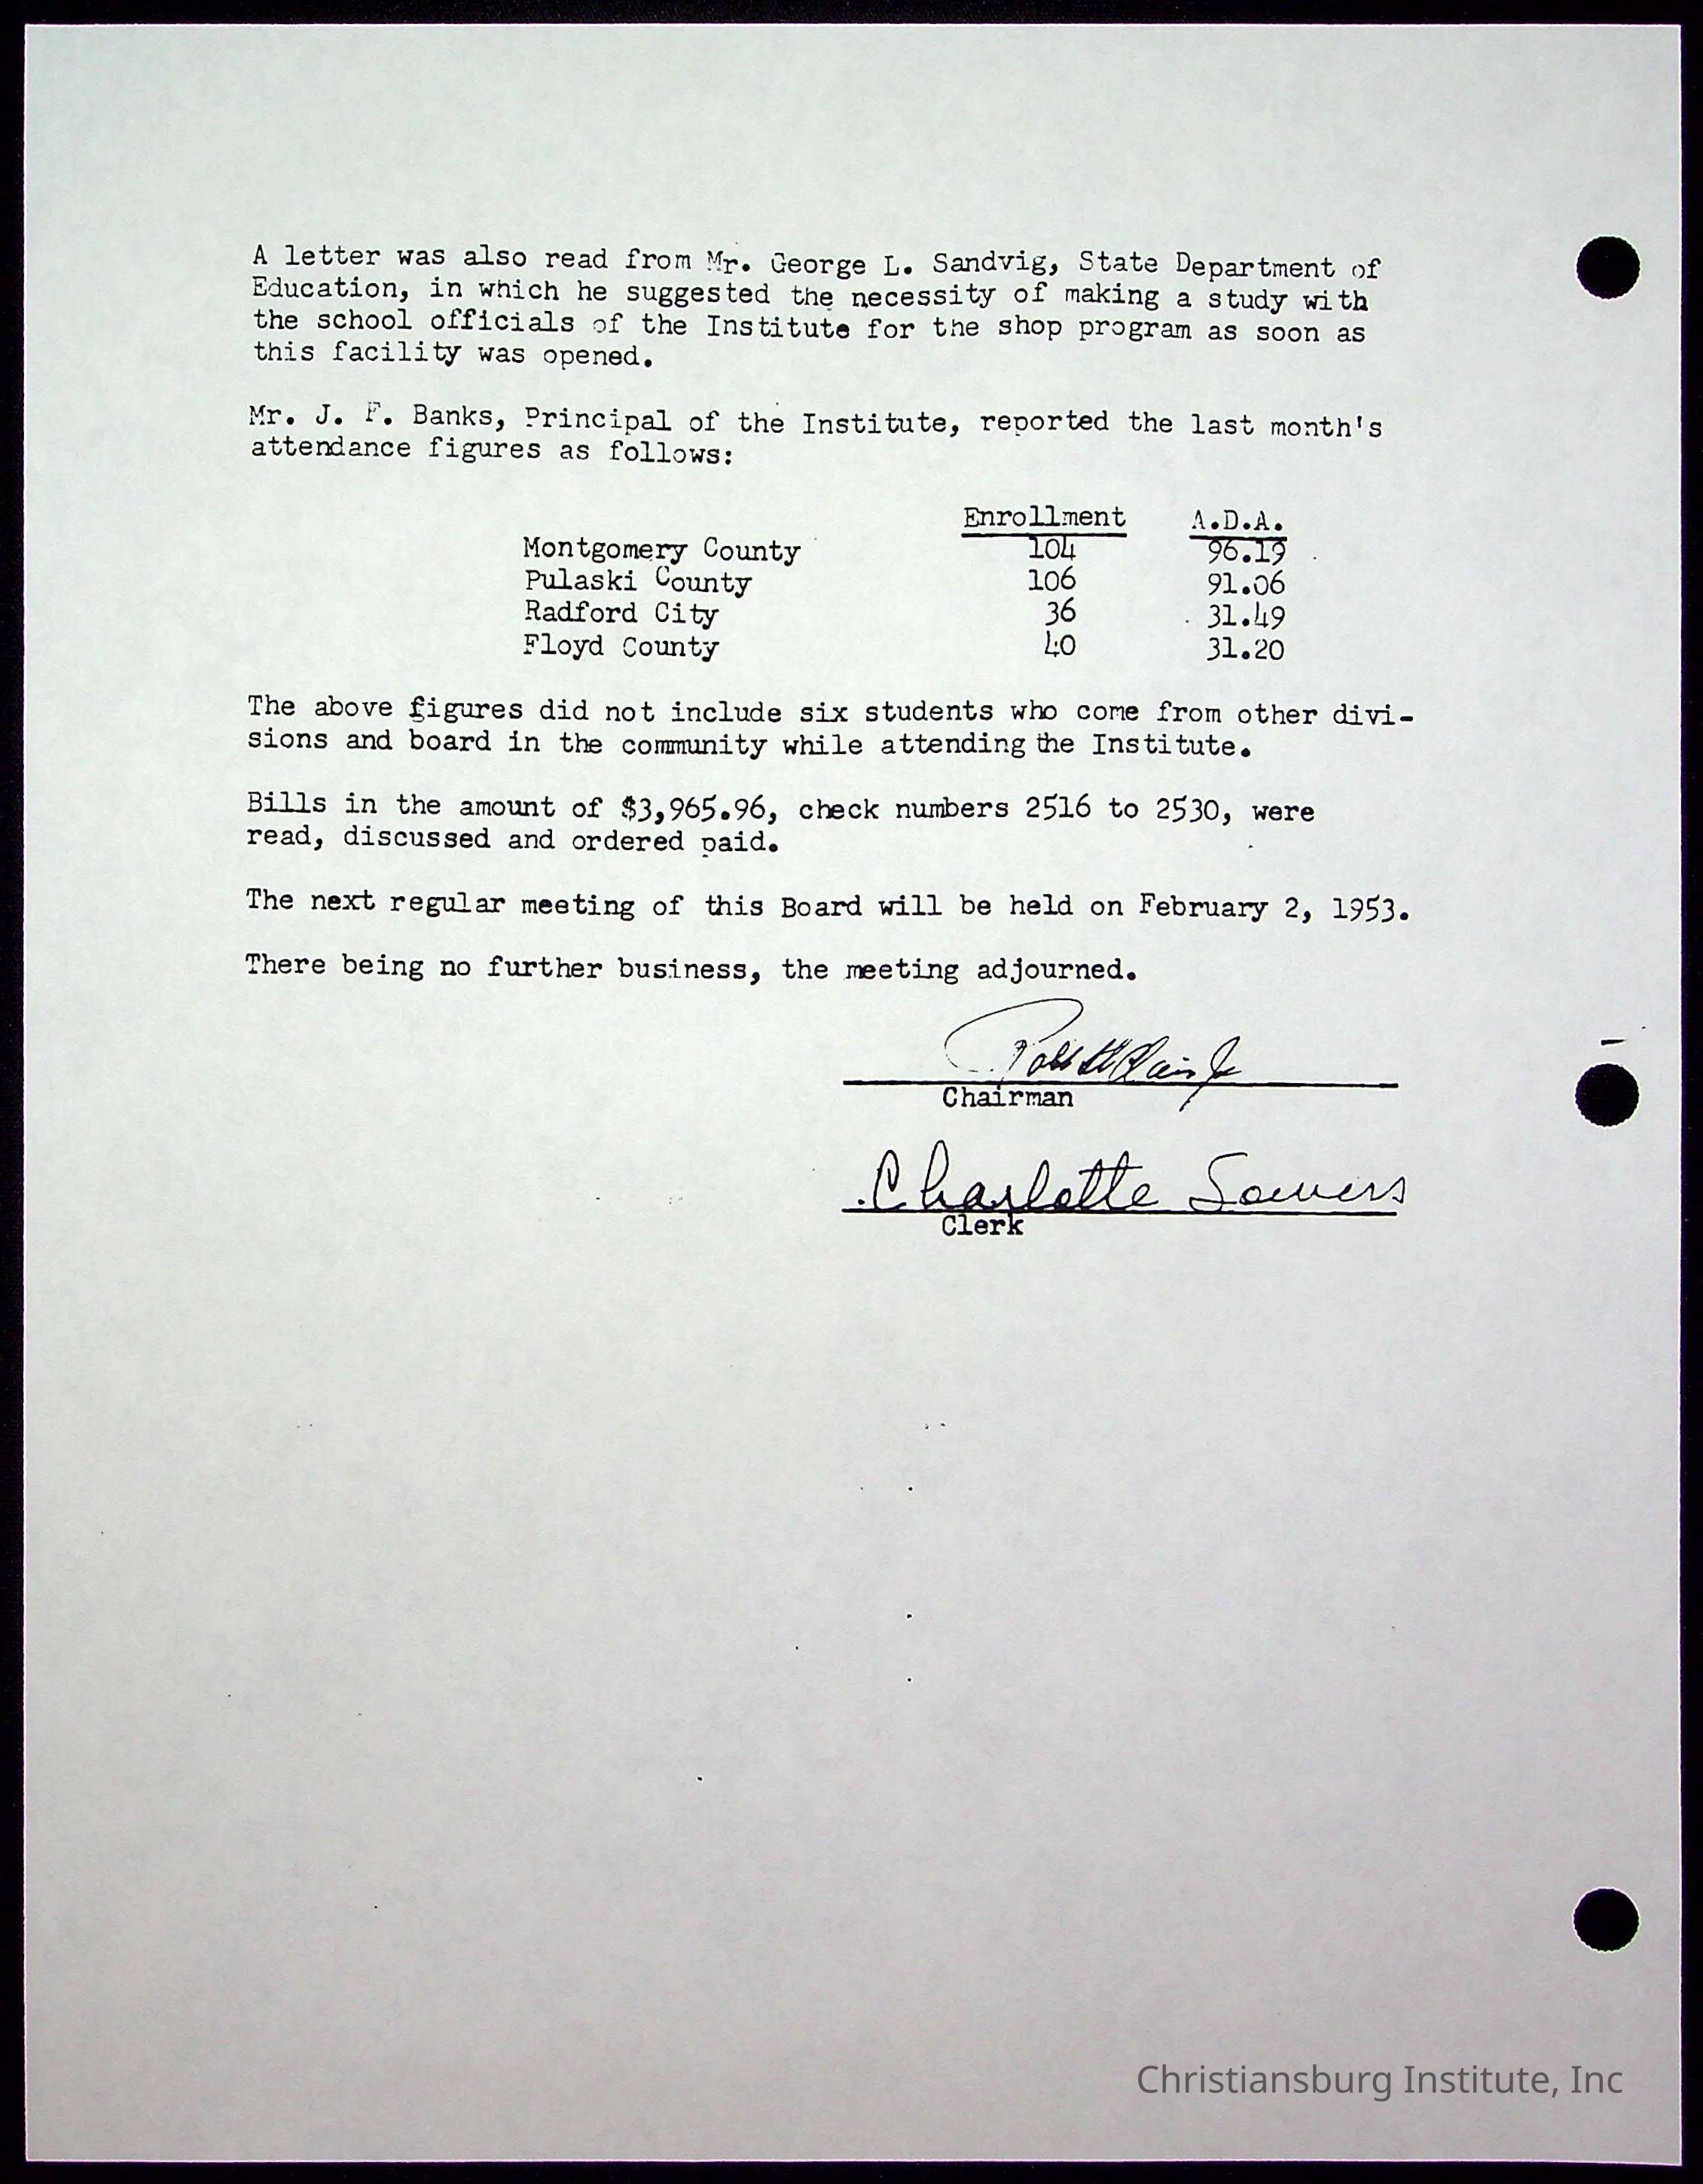 A letter was also read from Mr. George L. Sandvig, State Department of
Education, in which he suggested the necessity of making a study with
the school officials of the Institute for the shop program as soon as
this facility was opened.
Mr. J. F. Banks, Principal of the Institute, reported the last month's
attendance figures as follows:
Enrollment A.D.A.
Montgomery County 104 96.19
Pulaski County 106 91.06
Radford City 36 31.49
Floyd County 40 31.20
The above figures did not include six students who come from other divi-
sions and board in the community while attending the Institute.
Bills in the amount of $3,965.96, check numbers 2516 to 2530, were
read, discussed and ordered paid.
The next regular meeting of this Board will be held on February 2, 1953.
There being no further business, the meeting adjourned.
Chairman
Charlotte Sowers
Clerk
Christiansburg Institute, Inc